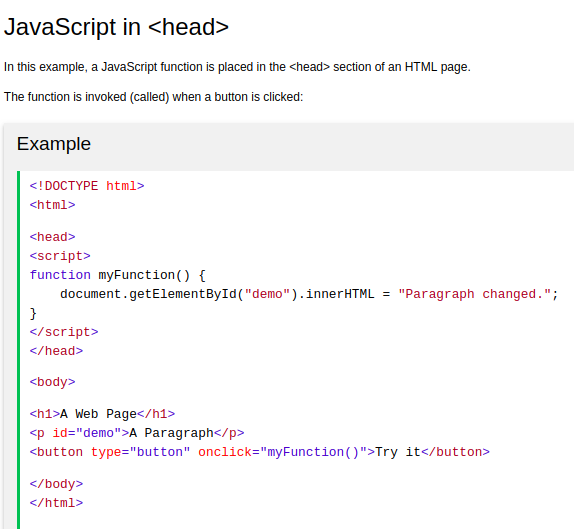 JavaScript in <head>
In this example, a JavaScript function is placed in the <head> section of an HTML page.
The function is invoked (called) when a button is clicked:
Example
<!DOCTYPE html>
<html>
<head>
<script>
function myFunction() {
    document.getElementById("demo").innerHTML = "Paragraph changed.";
}
</script>
</head>
<body>
<h1>A Web Page</h1>
<p id="demo">A Paragraph</p>
<button type="button" onclick="myFunction()">Try it</button>
</body>
</html>